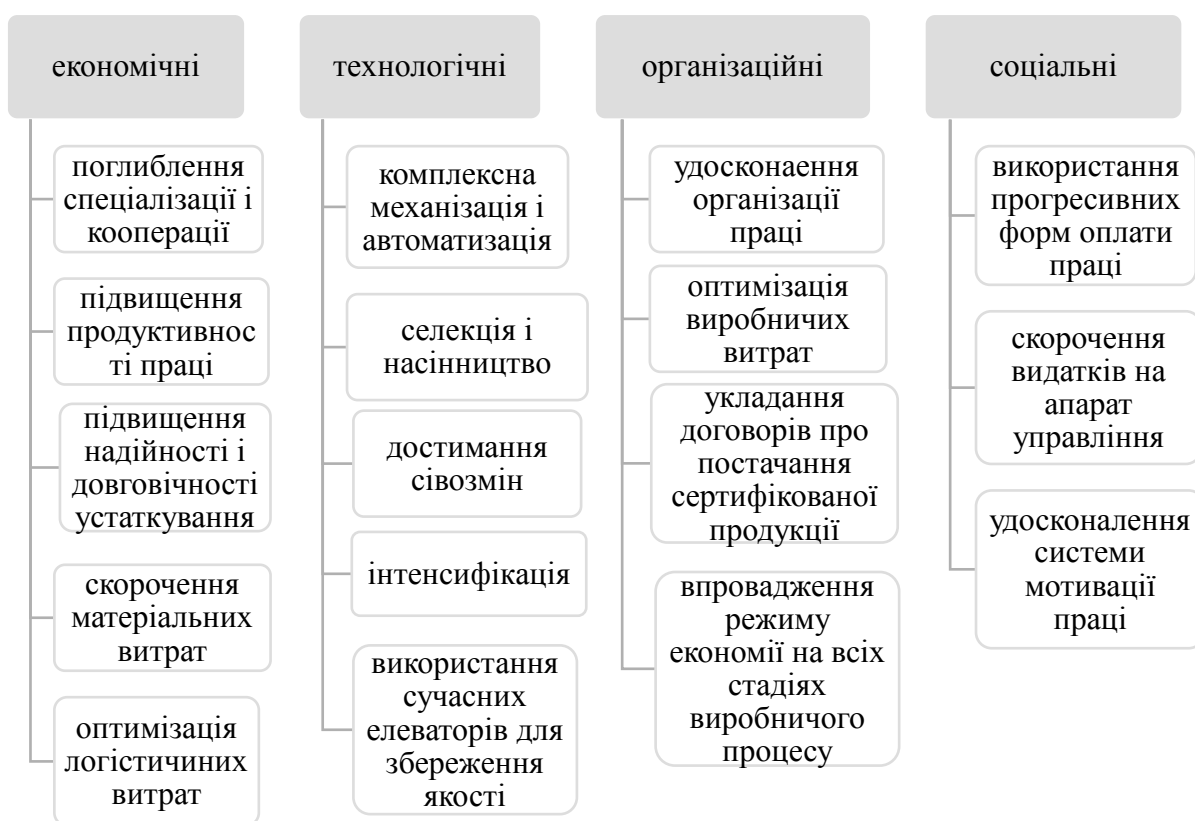 економічні
поглиблення
спеціалізації і
кооперації
підвищення
продуктивнос
ті праці
підвищення
надійності і
довговічності
устаткування
скорочення
матеріальних
витрат
оптимізація
логістичиних
витрат
технологічні
комплексна
механізація і
автоматизація
селекція і
насінництво
достимання
сівозмін
інтенсифікація
використання
сучасних
елеваторів для
збереження
якості
організаційні
удосконаення
організації
праці
оптимізація
виробничих
витрат
укладання
договорів про
постачання
сертифікованої
продукції
впровадження
режиму
економії на всіх
стадіях
виробничого
процесу
соціальні
використання
прогресивних
форм оплати
праці
скорочення
видатків на
апарат
управління
удосконалення
системи
мотивації
праці